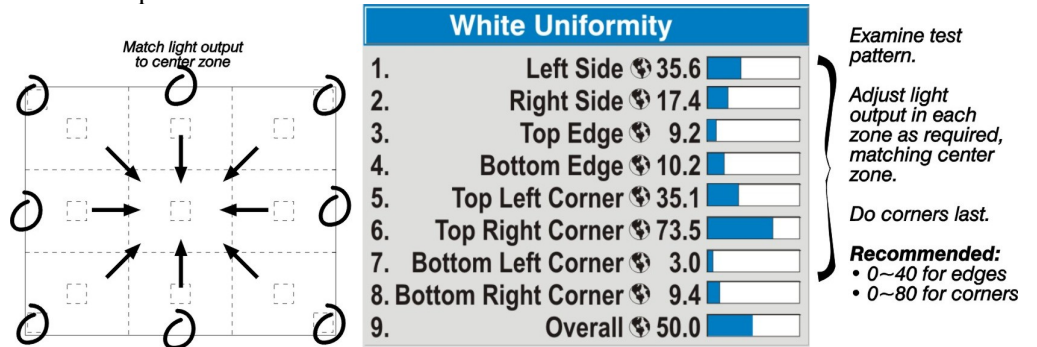 Match light output
to center zone
White Uniformity
1. Left Side 35.6
2. Right Side 17.4
3. Top Edge 9.2
4. Bottom Edge 10.2
5. Top Left Corner 35.1
6. Top Right Corner 73.5
7. Bottom Left Corner 3.0
8. Bottom Right Corner 9.4
9. Overall 50.0
Examine test
pattern.
Adjust light
output in each
zone as required,
matching center
zone.
Do corners last.
Recommended:
• 0~40 for edges
• 0~80 for corners